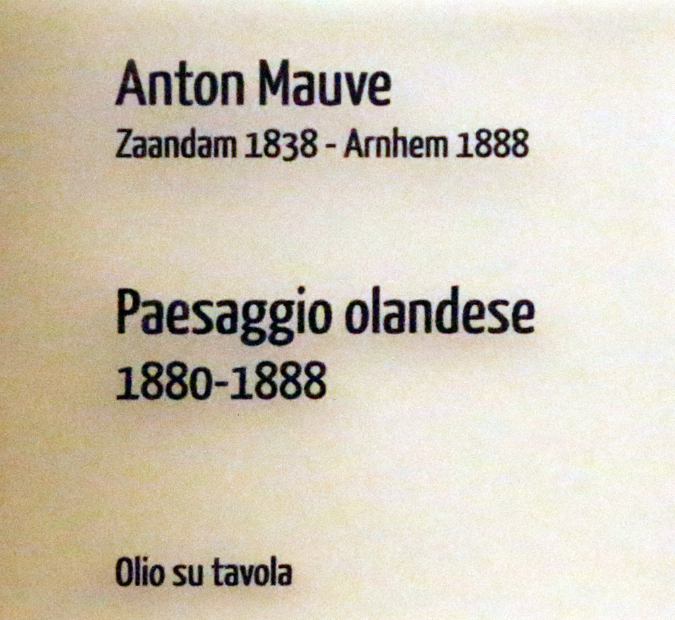 Anton Mauve
Zaandam 1838 - Arnhem 1888
Paesaggio olandese
1880-1888
Olio su tavola